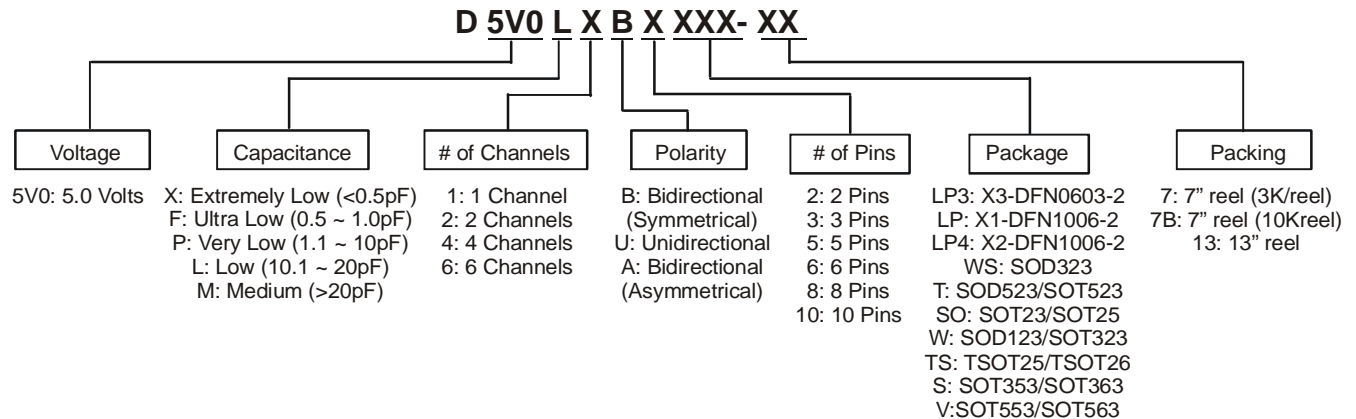 D 5V0 L X B X XXX- XX
Voltage
5V0: 5.0 Volts
Capacitance
X: Extremely Low (<0.5pF)
F: Ultra Low (0.5 ~ 1.0pF)
P: Very Low (1.1 ~ 10pF)
L: Low (10.1 ~ 20pF)
M: Medium (>20pF)
# of Channels
1: 1 Channel
2: 2 Channels
4: 4 Channels
6: 6 Channels
Polarity
B: Bidirectional
(Symmetrical)
U: Unidirectional
A: Bidirectional
(Asymmetrical)
# of Pins
2: 2 Pins
3: 3 Pins
5: 5 Pins
6: 6 Pins
8: 8 Pins
10: 10 Pins
Package
LP3: X3-DFN0603-2
LP: X1-DFN1006-2
LP4: X2-DFN1006-2
WS: SOD323
T: SOD523/SOT523
SO: SOT23/SOT25
W: SOD123/SOT323
TS: TSOT25/TSOT26
S: SOT353/SOT363
V:SOT553/SOT563
Packing
7: 7” reel (3K/reel)
7B: 7” reel (10Kreel)
13: 13” reel